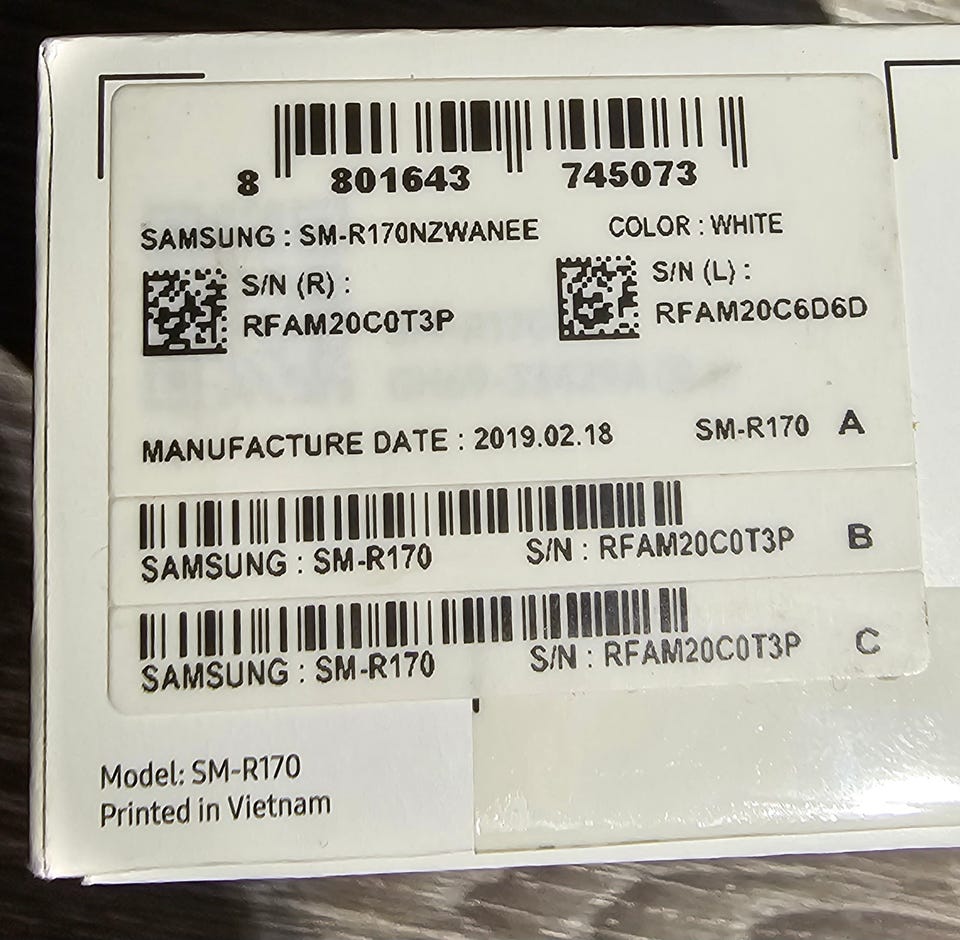 8 801643 745073
SAMSUNG : SM-R170NZWANEE COLOR : WHITE
S/N (R) : S/N (L) :
RFAM20C0T3P RFAM20C6D6D
MANUFACTURE DATE : 2019.02.18 SM-R170 A
SAMSUNG : SM-R170 S/N : RFAM20C0T3P B
SAMSUNG : SM-R170 S/N : RFAM20C0T3P C
Model: SM-R170
Printed in Vietnam